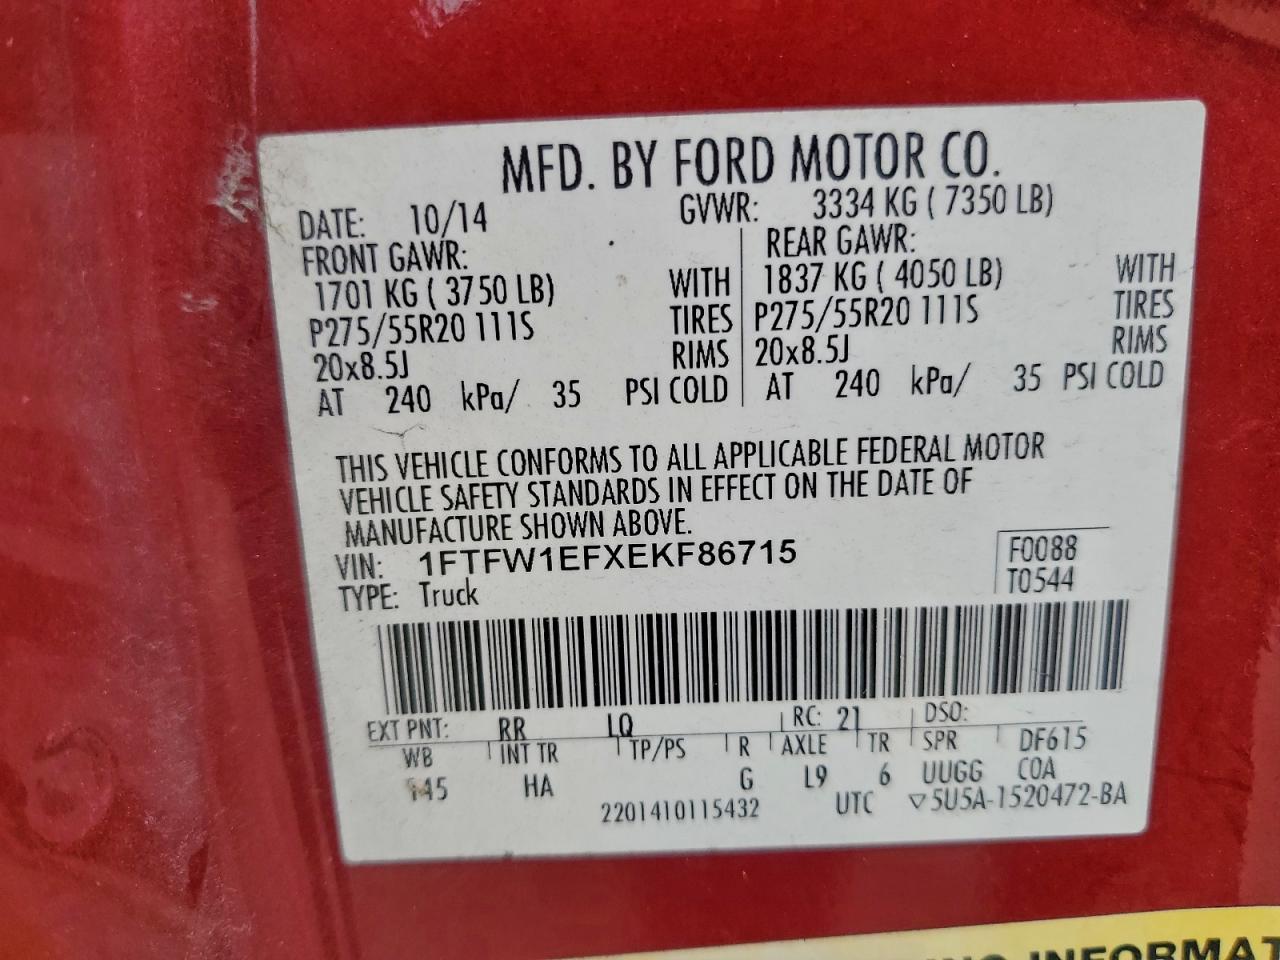 MFD. BY FORD MOTOR CO.
DATE: 10/14 GVWR: 3334 KG ( 7350 LB)
FRONT GAWR: REAR GAWR:
1701 KG ( 3750 LB) WITH 1837 KG ( 4050 LB) WITH
P275/55R20 111S TIRES P275/55R20 111S TIRES
20x8.5J RIMS 20x8.5J RIMS
AT 240 kPa/ 35 PSI COLD AT 240 kPa/ 35 PSI COLD
THIS VEHICLE CONFORMS TO ALL APPLICABLE FEDERAL MOTOR
VEHICLE SAFETY STANDARDS IN EFFECT ON THE DATE OF
MANUFACTURE SHOWN ABOVE.
VIN: 1FTFW1EFXEKF86715 F0088
TYPE: Truck T0544
EXT PNT: RR LQ RC: 21 DSO:
WB INT TR TP/PS R AXLE TR SPR DF615
145 HA G L9 6 UUGG COA
2201410115432 UTC ▽5U5A-1520472-BA